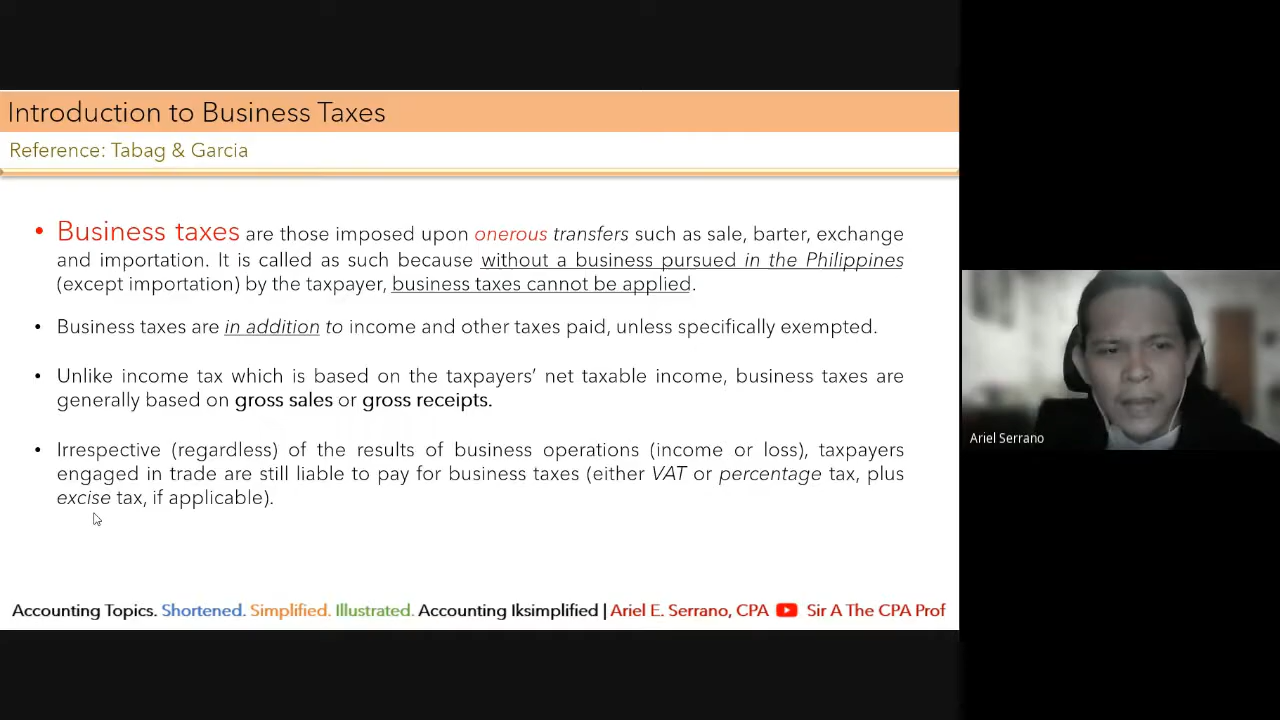 Introduction to Business Taxes
Reference: Tabag & Garcia
• Business taxes are those imposed upon onerous transfers such as sale, barter, exchange
and importation. It is called as such because without a business pursued in the Philippines
(except importation) by the taxpayer, business taxes cannot be applied.
• Business taxes are in addition to income and other taxes paid, unless specifically exempted.
• Unlike income tax which is based on the taxpayers’ net taxable income, business taxes are
generally based on gross sales or gross receipts.
• Irrespective (regardless) of the results of business operations (income or loss), taxpayers
engaged in trade are still liable to pay for business taxes (either VAT or percentage tax, plus
excise tax, if applicable).
Ariel Serrano
Accounting Topics. Shortened. Simplified. Illustrated. Accounting Iksimplified | Ariel E. Serrano, CPA Sir A The CPA Prof